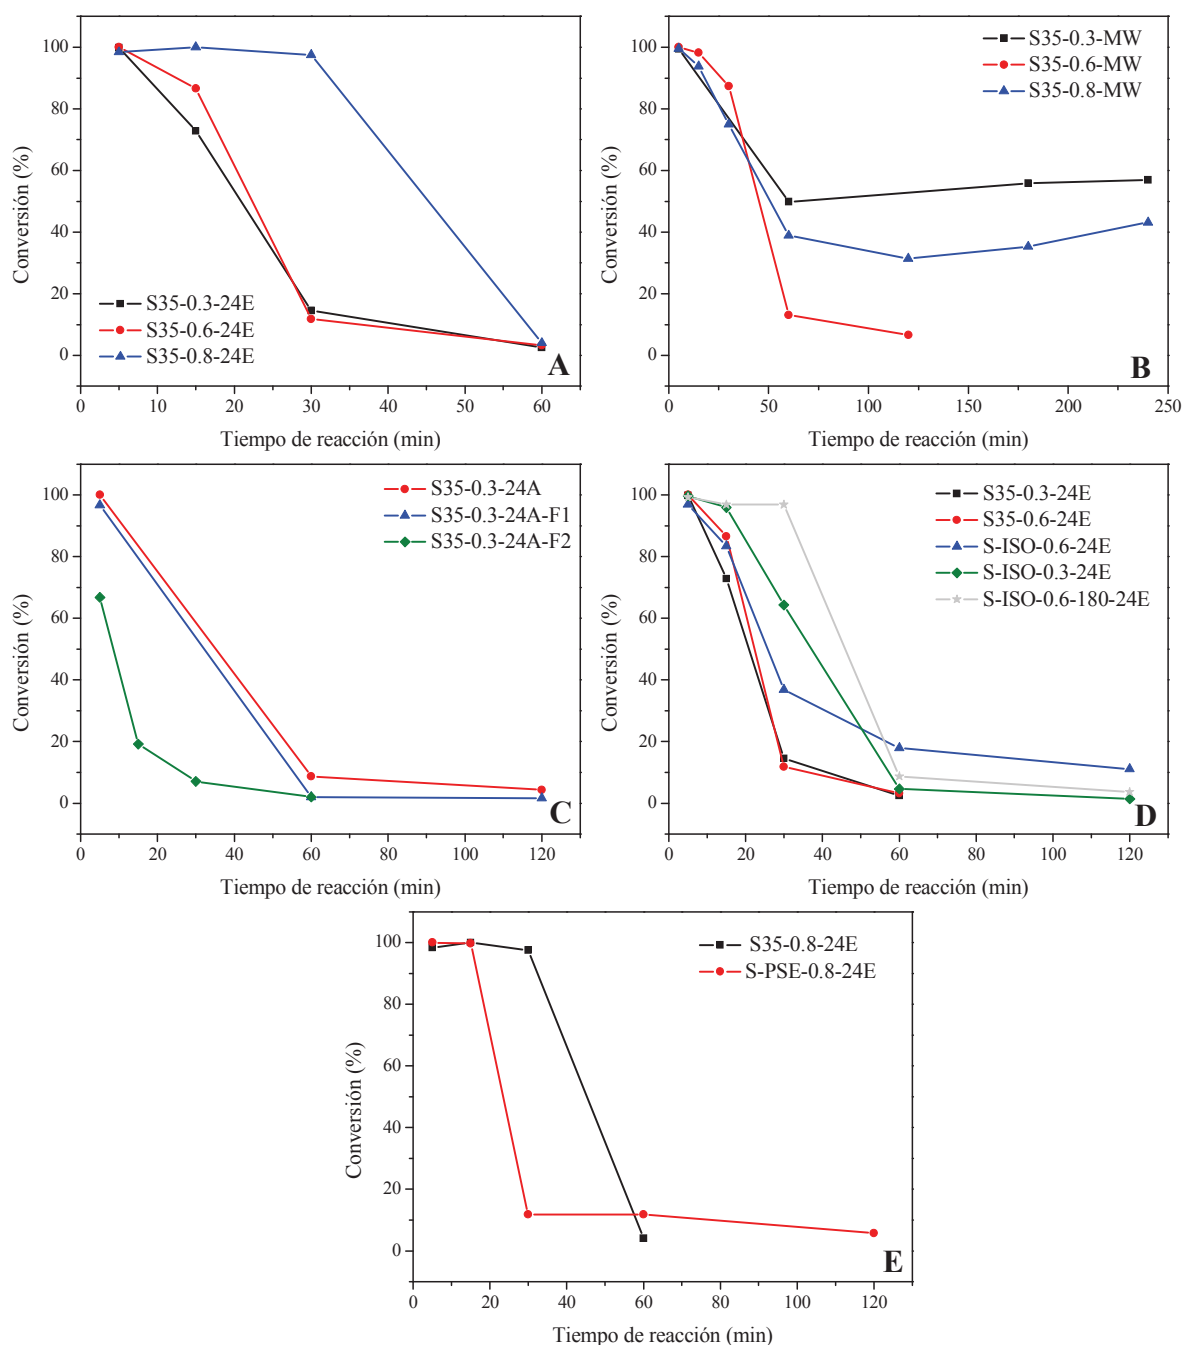 100
80
60
40
20
0
Conversión (%)
S35-0.3-24E
S35-0.6-24E
S35-0.8-24E
A
0 10 20 30 40 50 60
Tiempo de reacción (min)
100
80
60
40
20
0
Conversión (%)
S35-0.3-MW
S35-0.6-MW
S35-0.8-MW
B
0 50 100 150 200 250
Tiempo de reacción (min)
100
80
60
40
20
0
Conversión (%)
S35-0.3-24A
S35-0.3-24A-F1
S35-0.3-24A-F2
C
0 20 40 60 80 100 120
Tiempo de reacción (min)
100
80
60
40
20
0
Conversión (%)
S35-0.3-24E
S35-0.6-24E
S-ISO-0.6-24E
S-ISO-0.3-24E
S-ISO-0.6-180-24E
D
0 20 40 60 80 100 120
Tiempo de reacción (min)
100
80
60
40
20
0
Conversión (%)
S35-0.8-24E
S-PSE-0.8-24E
E
0 20 40 60 80 100 120
Tiempo de reacción (min)